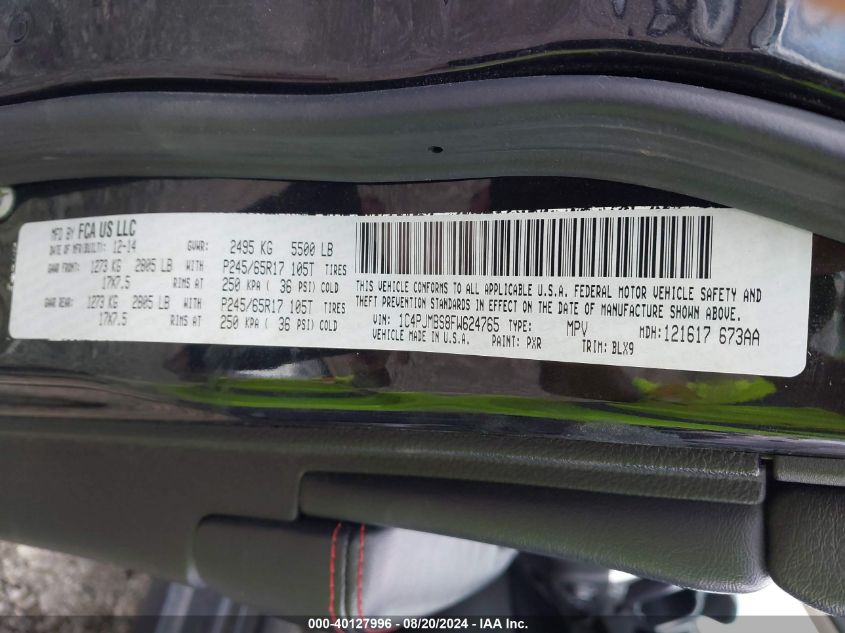 MFD BY FCA US LLC
DATE OF MFR(BUILT): 12-14 GVWR: 2495 KG 5500 LB
GAWR FRONT: 1273 KG 2805 LB WITH P245/65R17 105T TIRES
17X7.5 RIMS AT 250 KPA ( 36 PSI) COLD
GAWR REAR: 1273 KG 2805 LB WITH P245/65R17 105T TIRES
17X7.5 RIMS AT 250 KPA ( 36 PSI) COLD
THIS VEHICLE CONFORMS TO ALL APPLICABLE U.S.A. FEDERAL MOTOR VEHICLE SAFETY AND
THEFT PREVENTION STANDARDS IN EFFECT ON THE DATE OF MANUFACTURE SHOWN ABOVE.
VIN: 1C4PJMBS8FW624765 TYPE: MPV MDH: 121617 673AA
VEHICLE MADE IN U.S.A. PAINT: PXR TRIM: BLX9
000-40127996 - 08/20/2024 - IAA Inc.